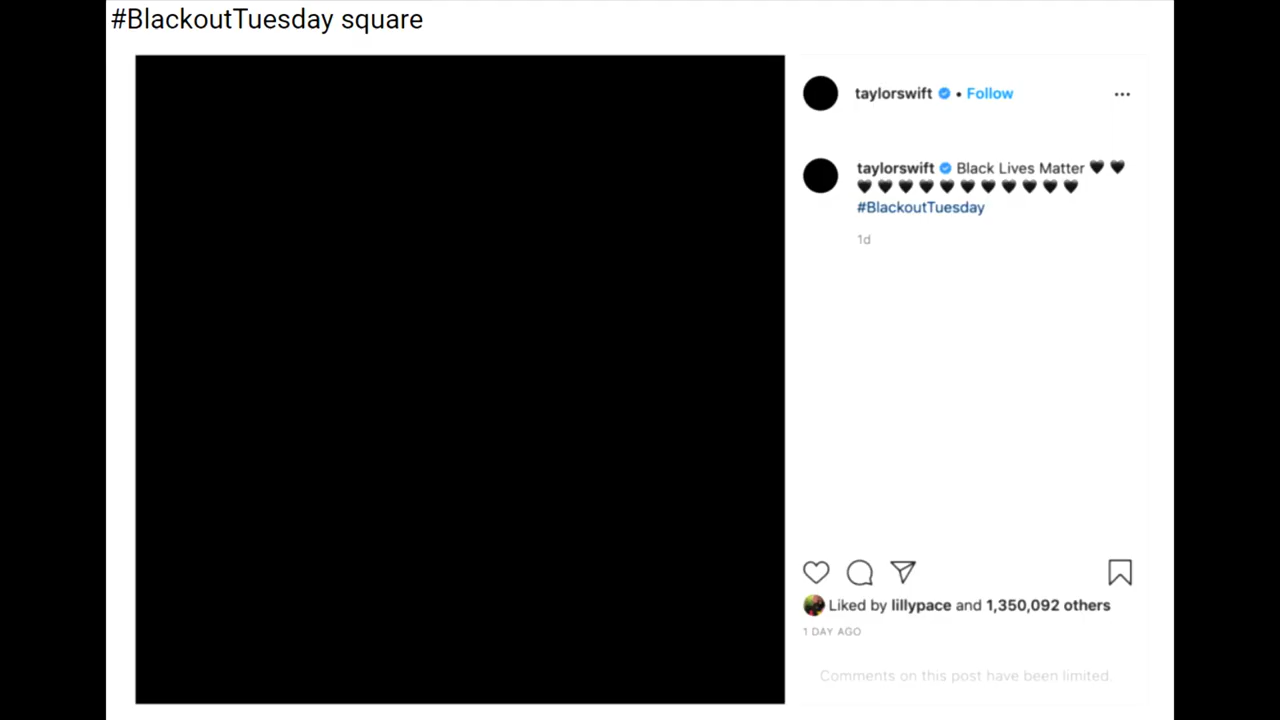 #BlackoutTuesday square
taylorswift • Follow
taylorswift Black Lives Matter 🖤 🖤
🖤 🖤 🖤 🖤 🖤 🖤 🖤 🖤 🖤 🖤 🖤
#BlackoutTuesday
1d
Liked by lillypace and 1,350,092 others
1 DAY AGO
Comments on this post have been limited.